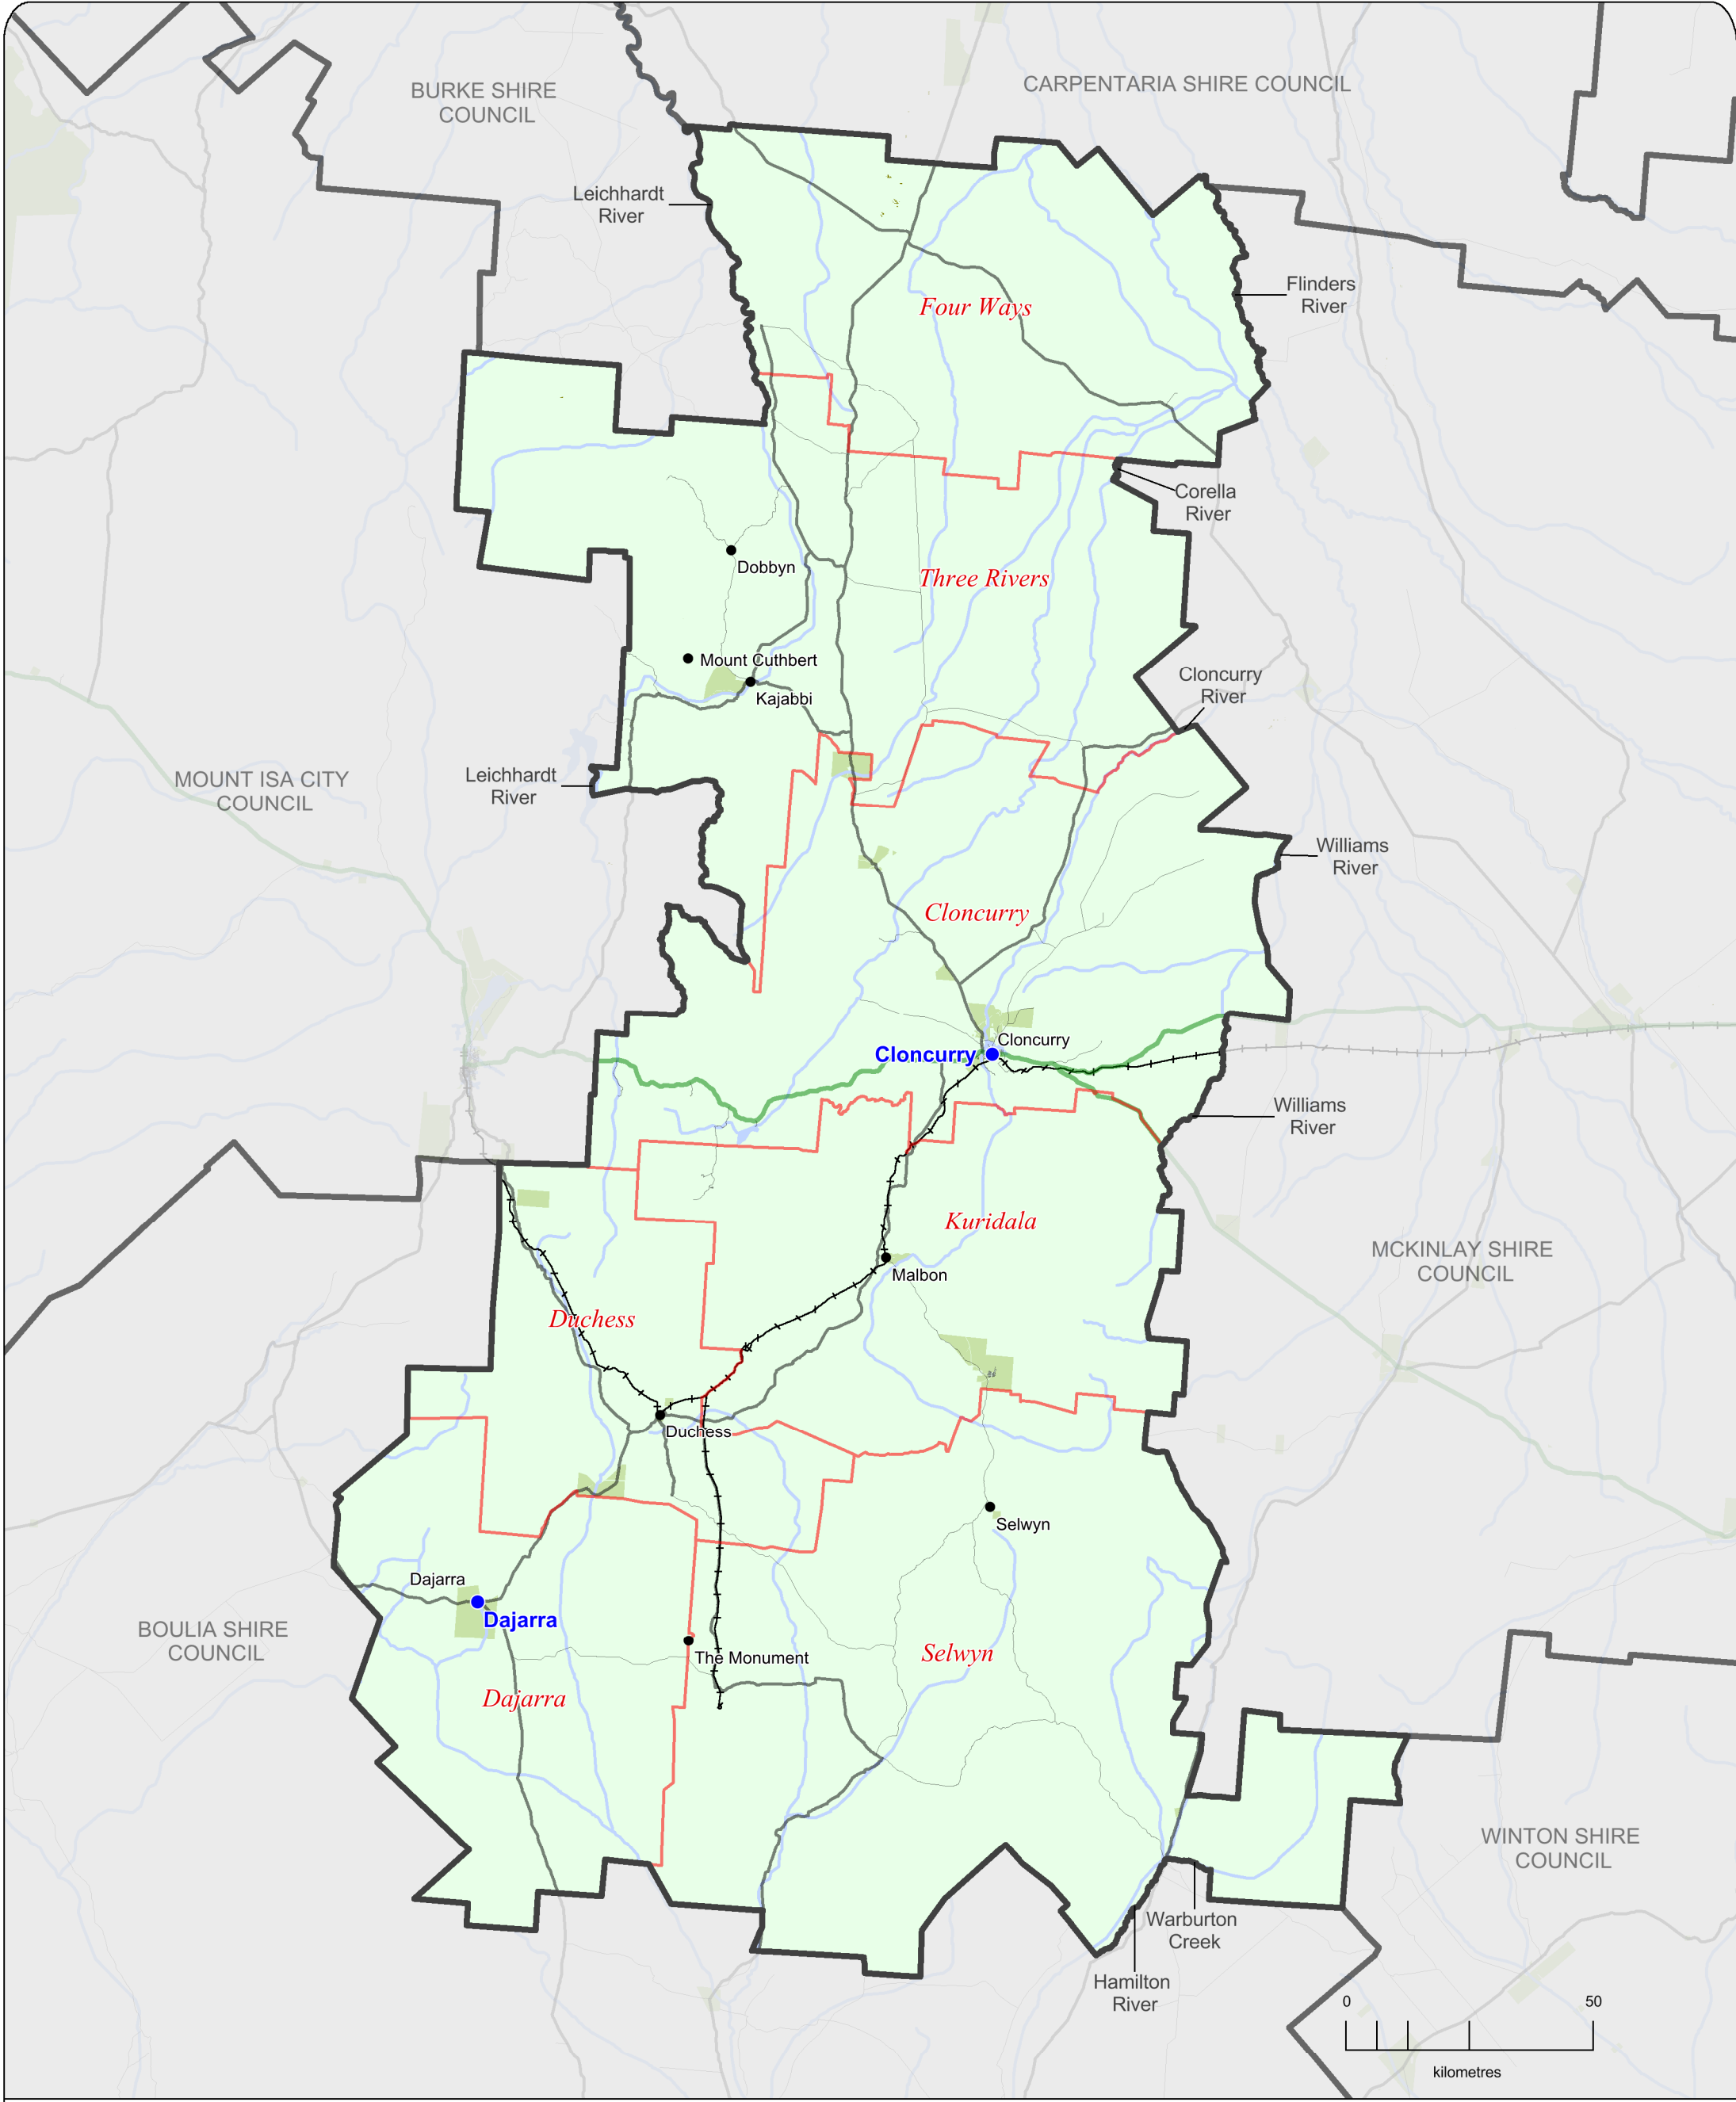 BURKE SHIRE
COUNCIL
CARPENTARIA SHIRE COUNCIL
Leichhardt
River
Flinders
River
Four Ways
Corella
River
Dobbyn
Three Rivers
Mount Cuthbert
Kajabbi
Cloncurry
River
MOUNT ISA CITY
COUNCIL
Leichhardt
River
Williams
River
Cloncurry
Cloncurry
Cloncurry
Williams
River
Kuridala
MCKINLAY SHIRE
COUNCIL
Malbon
Duchess
Duchess
Selwyn
Dajarra
Dajarra
BOULIA SHIRE
COUNCIL
The Monument
Selwyn
Dajarra
WINTON SHIRE
COUNCIL
Warburton
Creek
Hamilton
River
0 50
kilometres